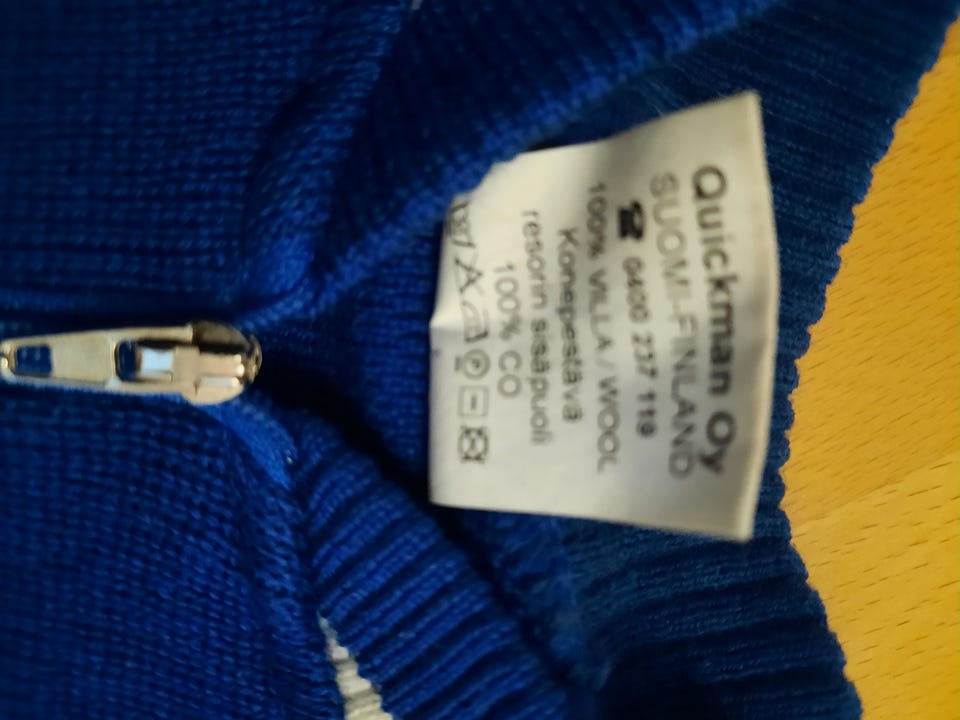 Quickman Oy
SUOMI-FINLAND
☎ 0400 237 119
100% VILLA / WOOL
Konepestävä
resorin sisäpuoli
100% CO